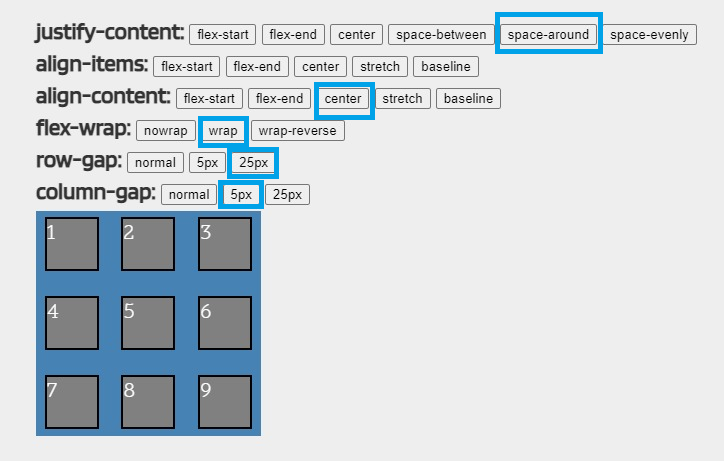 justify-content: flex-start flex-end center space-between space-around space-evenly
align-items: flex-start flex-end center stretch baseline
align-content: flex-start flex-end center stretch baseline
flex-wrap: nowrap wrap wrap-reverse
row-gap: normal 5px 25px
column-gap: normal 5px 25px
1 2 3
4 5 6
7 8 9